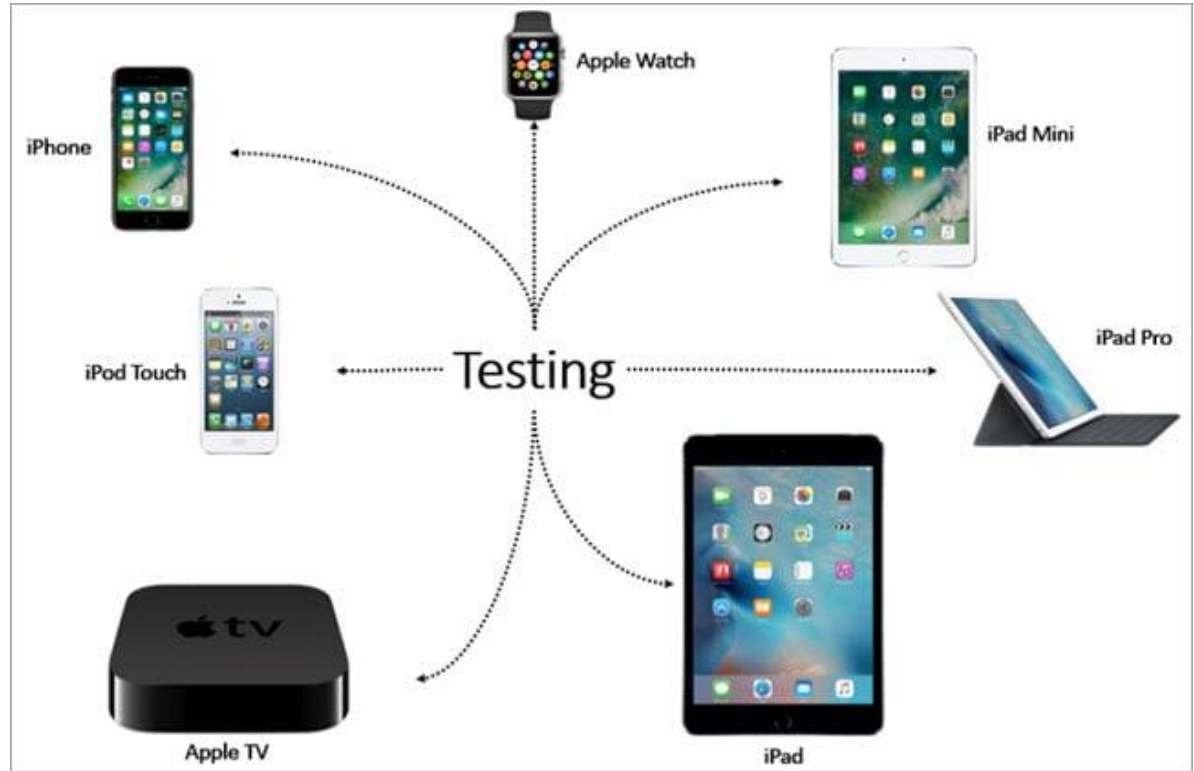 Apple Watch
iPhone
iPad Mini
iPod Touch
Testing
iPad Pro
tv
Apple TV
iPad